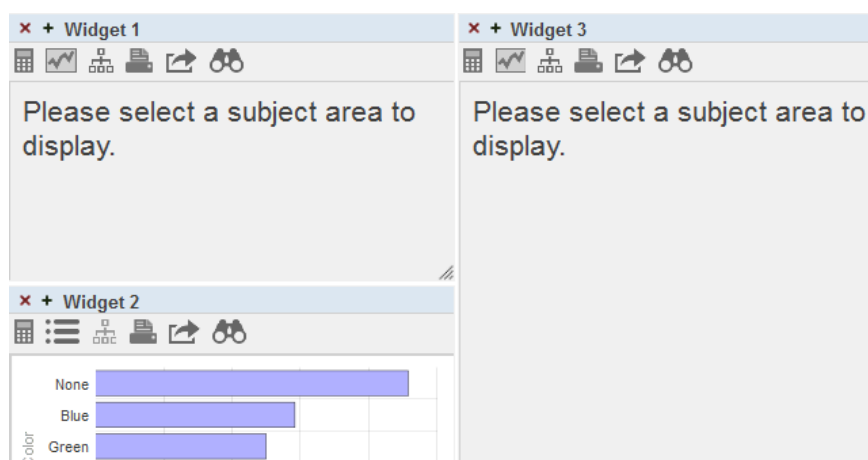 Widget 1
Please select a subject area to
display.
Widget 2
None
Blue
Green
Color
Widget 3
Please select a subject area to
display.